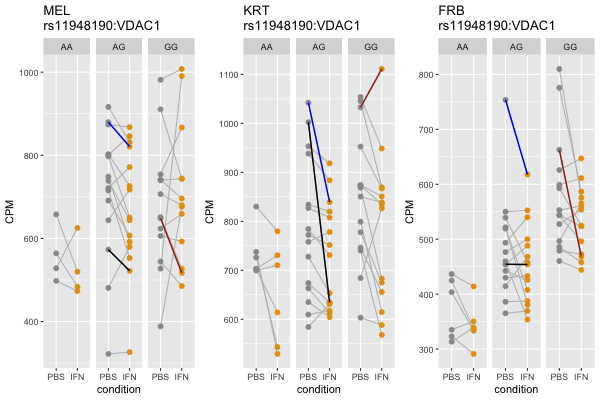 MEL
rs11948190:VDAC1
AA AG GG
CPM
1000
800
600
400
PBS IFN PBS IFN PBS IFN
condition
KRT
rs11948190:VDAC1
AA AG GG
CPM
1100
1000
900
800
700
600
PBS IFN PBS IFN PBS IFN
condition
FRB
rs11948190:VDAC1
AA AG GG
CPM
800
700
600
500
400
300
PBS IFN PBS IFN PBS IFN
condition